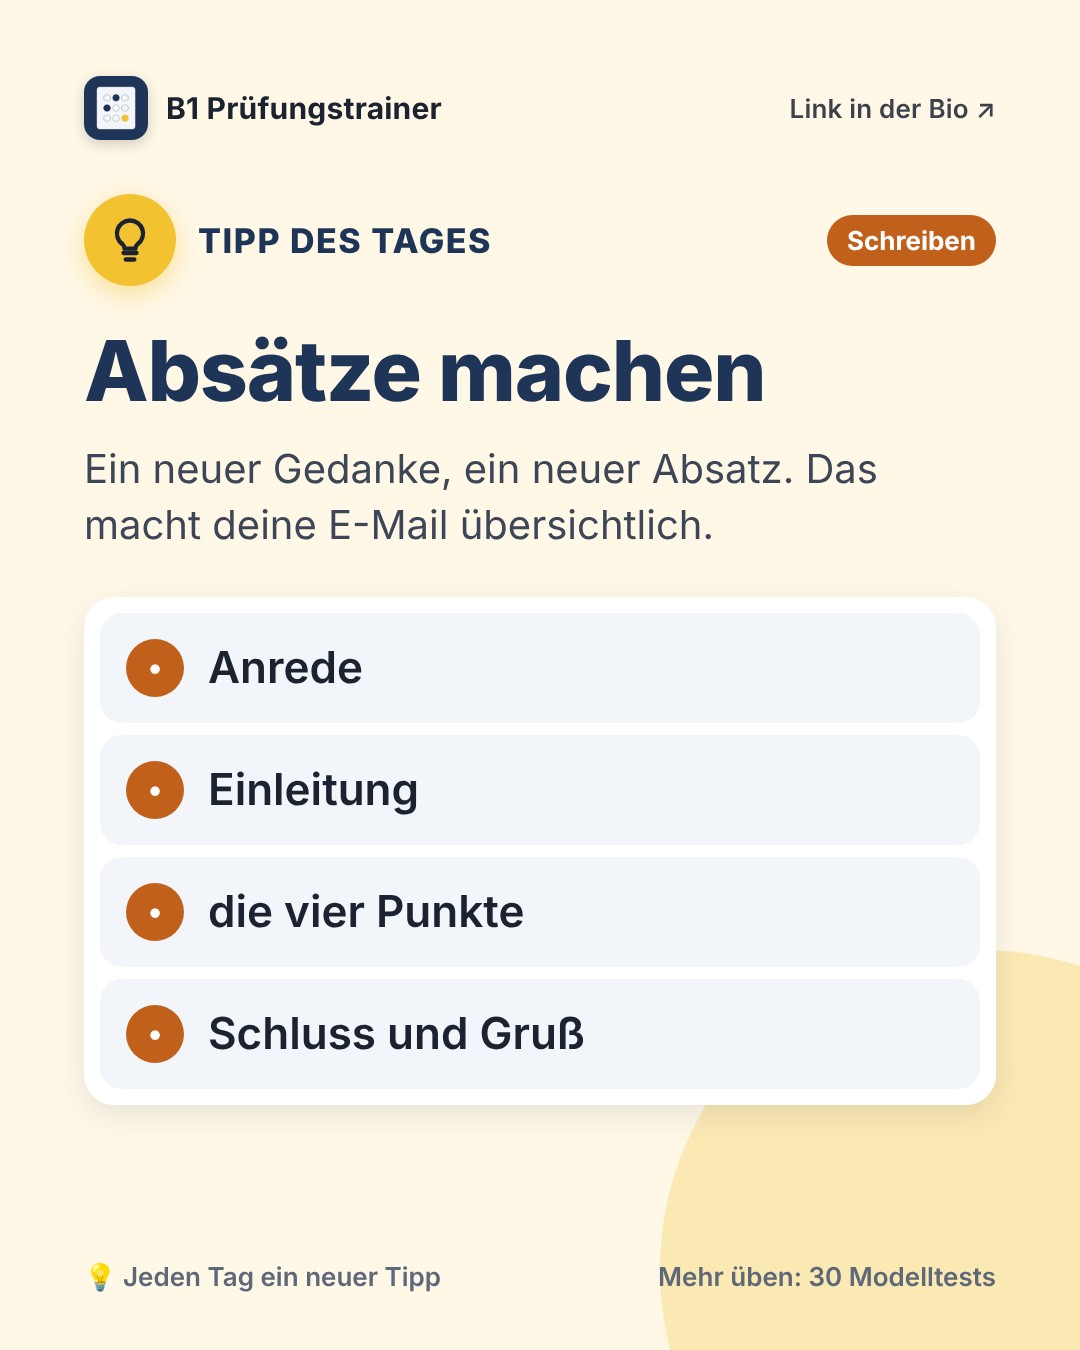 B1 Prüfungstrainer
Link in der Bio ↗
TIPP DES TAGES
Schreiben
Absätze machen
Ein neuer Gedanke, ein neuer Absatz. Das
macht deine E-Mail übersichtlich.
Anrede
Einleitung
die vier Punkte
Schluss und Gruß
💡 Jeden Tag ein neuer Tipp
Mehr üben: 30 Modelltests